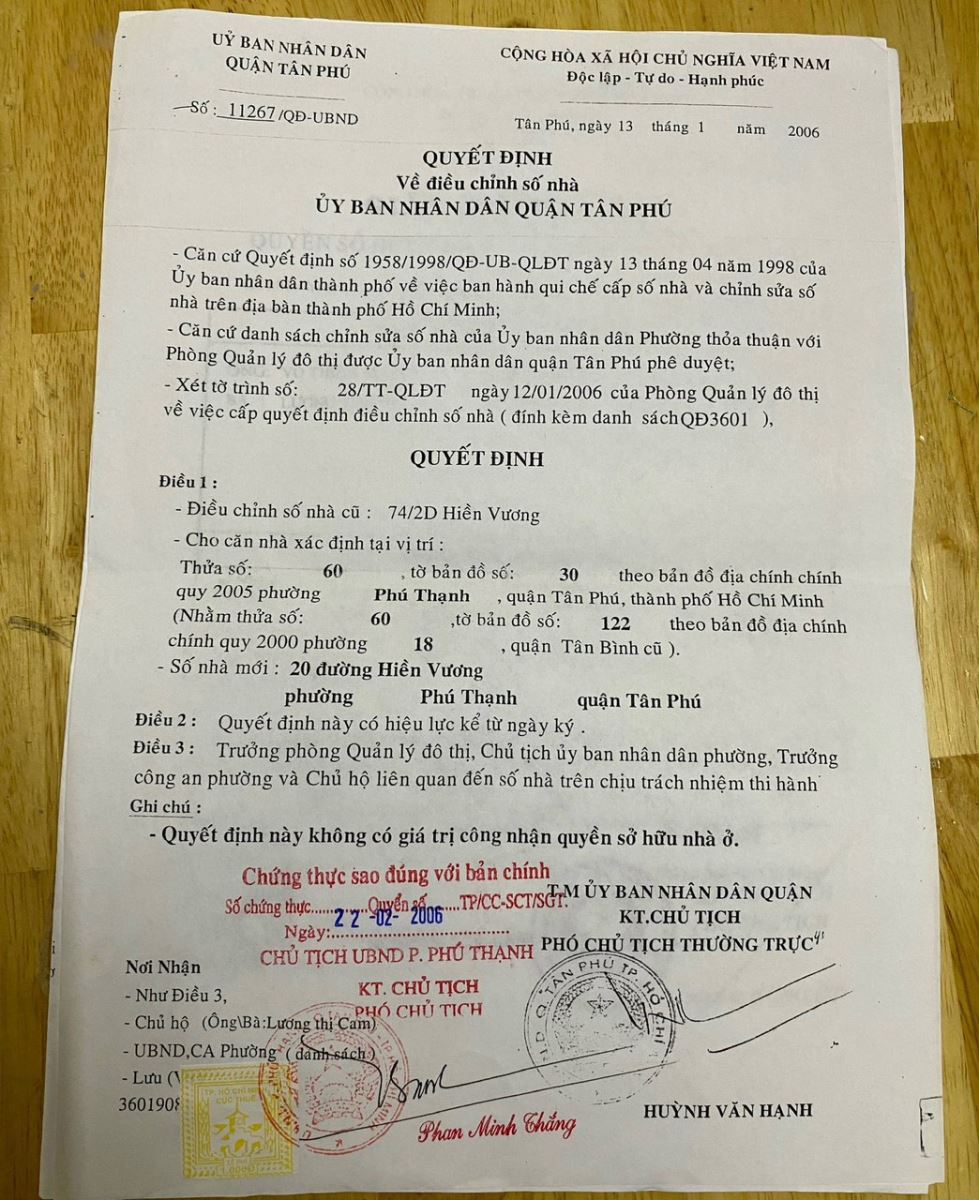 UỶ BAN NHÂN DÂN
QUẬN TÂN PHÚ
Số : 11267/QĐ-UBND
CỘNG HÒA XÃ HỘI CHỦ NGHĨA VIỆT NAM
Độc lập - Tự do - Hạnh phúc
Tân Phú, ngày 13 tháng 1 năm 2006
QUYẾT ĐỊNH
Về điều chỉnh số nhà
ỦY BAN NHÂN DÂN QUẬN TÂN PHÚ
- Căn cứ Quyết định số 1958/1998/QĐ-UB-QLĐT ngày 13 tháng 04 năm 1998 của
Ủy ban nhân dân thành phố về việc ban hành qui chế cấp số nhà và chỉnh sửa số
nhà trên địa bàn thành phố Hồ Chí Minh;
- Căn cứ danh sách chỉnh sửa số nhà của Ủy ban nhân dân Phường thỏa thuận với
Phòng Quản lý đô thị được Ủy ban nhân dân quận Tân Phú phê duyệt;
- Xét tờ trình số: 28/TT-QLĐT ngày 12/01/2006 của Phòng Quản lý đô thị
về việc cấp quyết định điều chỉnh số nhà ( đính kèm danh sách QĐ3601 ),
QUYẾT ĐỊNH
Điều 1 :
- Điều chỉnh số nhà cũ : 74/2D Hiền Vương
- Cho căn nhà xác định tại vị trí :
Thửa số: 60 , tờ bản đồ số: 30 theo bản đồ địa chính chính
quy 2005 phường Phú Thạnh , quận Tân Phú, thành phố Hồ Chí Minh
(Nhằm thửa số: 60 ,tờ bản đồ số: 122 theo bản đồ địa chính
chính quy 2000 phường 18 , quận Tân Bình cũ ).
- Số nhà mới : 20 đường Hiền Vương
phường Phú Thạnh quận Tân Phú
Điều 2 : Quyết định này có hiệu lực kể từ ngày ký .
Điều 3 : Trưởng phòng Quản lý đô thị, Chủ tịch ủy ban nhân dân phường, Trưởng
công an phường và Chủ hộ liên quan đến số nhà trên chịu trách nhiệm thi hành
Ghi chú :
- Quyết định này không có giá trị công nhận quyền sở hữu nhà ở.
Chứng thực sao đúng với bản chính
Số chứng thực......Quyển số......TP/CC-SCT/SGT.
Ngày: 22 -02- 2006
CHỦ TỊCH UBND P. PHÚ THẠNH
KT. CHỦ TỊCH
PHÓ CHỦ TỊCH
T.M ỦY BAN NHÂN DÂN QUẬN
KT.CHỦ TỊCH
PHÓ CHỦ TỊCH THƯỜNG TRỰC
Nơi Nhận
- Như Điều 3,
- Chủ hộ (Ông\Bà:Lương thị Cam)
- UBND,CA Phường ( danh sách )
- Lưu
Q. TÂN PHÚ TP. HỒ CHÍ
TP. HỒ CHÍ MINH
CỤC THUẾ
Phan Minh Thắng
HUỲNH VĂN HẠNH